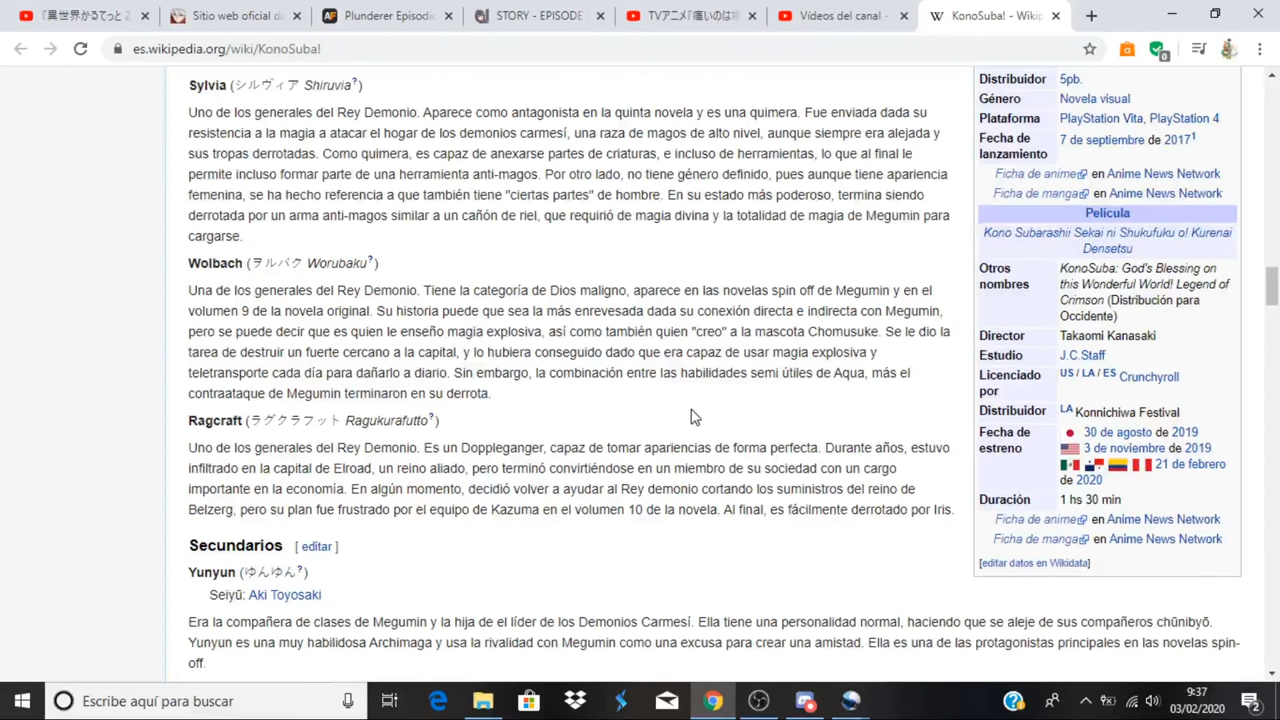 『異世界かるてっと２
Sitio web oficial d
Plunderer Episodi
STORY - EPISODE
TVアニメ『痛いのは嫌
Vídeos del canal -
KonoSuba! - Wikip
es.wikipedia.org/wiki/KonoSuba!
Sylvia (シルヴィア Shiruvia?)
Uno de los generales del Rey Demonio. Aparece como antagonista en la quinta novela y es una quimera. Fue enviada dada su
resistencia a la magia a atacar el hogar de los demonios carmesí, una raza de magos de alto nivel, aunque siempre era alejada y
sus tropas derrotadas. Como quimera, es capaz de anexarse partes de criaturas, e incluso de herramientas, lo que al final le
permite incluso formar parte de una herramienta anti-magos. Por otro lado, no tiene género definido, pues aunque tiene apariencia
femenina, se ha hecho referencia a que también tiene "ciertas partes" de hombre. En su estado más poderoso, termina siendo
derrotada por un arma anti-magos similar a un cañón de riel, que requirió de magia divina y la totalidad de magia de Megumin para
cargarse.
Wolbach (ヲルバク Worubaku?)
Una de los generales del Rey Demonio. Tiene la categoría de Dios maligno, aparece en las novelas spin off de Megumin y en el
volumen 9 de la novela original. Su historia puede que sea la más enrevesada dada su conexión directa e indirecta con Megumin,
pero se puede decir que es quien le enseño magia explosiva, así como también quien "creo" a la mascota Chomusuke. Se le dio la
tarea de destruir un fuerte cercano a la capital, y lo hubiera conseguido dado que era capaz de usar magia explosiva y
teletransporte cada día para dañarlo a diario. Sin embargo, la combinación entre las habilidades semi útiles de Aqua, más el
contraataque de Megumin terminaron en su derrota.
Ragcraft (ラグクラフット Ragukurafutto?)
Uno de los generales del Rey Demonio. Es un Doppleganger, capaz de tomar apariencias de forma perfecta. Durante años, estuvo
infiltrado en la capital de Elroad, un reino aliado, pero terminó convirtiéndose en un miembro de su sociedad con un cargo
importante en la economía. En algún momento, decidió volver a ayudar al Rey demonio cortando los suministros del reino de
Belzerg, pero su plan fue frustrado por el equipo de Kazuma en el volumen 10 de la novela. Al final, es fácilmente derrotado por Iris.
Secundarios [ editar ]
Yunyun (ゆんゆん?)
Seiyū: Aki Toyosaki
Era la compañera de clases de Megumin y la hija de el líder de los Demonios Carmesí. Ella tiene una personalidad normal, haciendo que se aleje de sus compañeros chūnibyō.
Yunyun es una muy habilidosa Archimaga y usa la rivalidad con Megumin como una excusa para crear una amistad. Ella es una de las protagonistas principales en las novelas spin-
off.
Distribuidor 5pb.
Género Novela visual
Plataforma PlayStation Vita, PlayStation 4
Fecha de
lanzamiento 7 de septiembre de 2017¹
Ficha de anime en Anime News Network
Ficha de manga en Anime News Network
Película
Kono Subarashii Sekai ni Shukufuku o! Kurenai
Densetsu
Otros
nombres
KonoSuba: God's Blessing on
this Wonderful World! Legend of
Crimson (Distribución para
Occidente)
Director Takaomi Kanasaki
Estudio J.C.Staff
Licenciado
por
US / LA / ES Crunchyroll
Distribuidor LA Konnichiwa Festival
Fecha de
estreno
30 de agosto de 2019
3 de noviembre de 2019
21 de febrero
de 2020
Duración 1 hs 30 min
Ficha de anime en Anime News Network
Ficha de manga en Anime News Network
[editar datos en Wikidata]
Escribe aquí para buscar
9:37
03/02/2020
2
0